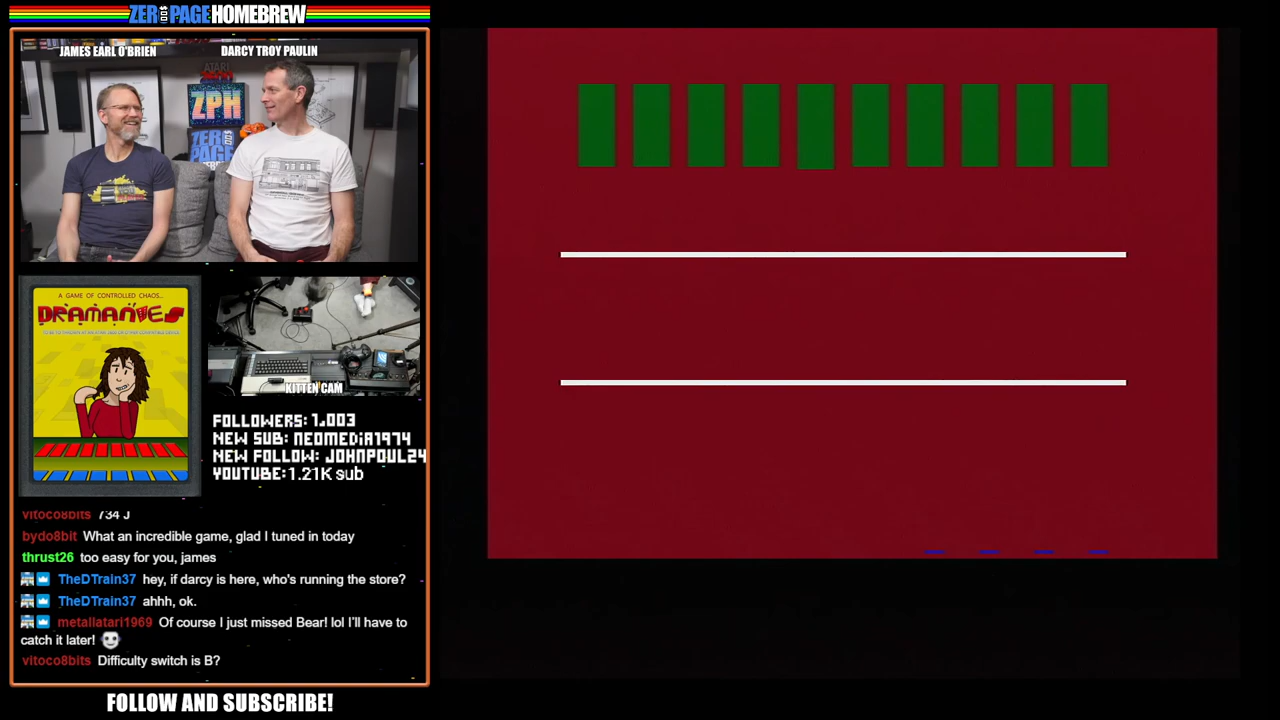 ZEROPAGE HOMEBREW
JAMES EARL O'BRIEN
DARCY TROY PAULIN
ATARI
ZPH
ZERO
PAGE
A GAME OF CONTROLLED CHAOS...
DRAMANIES
KITTEN CAM
FOLLOWERS: 1,003
NEW SUB: NEOMEDIA1974
NEW FOLLOW: JOHNPOUL24
YOUTUBE: 1.21K sub
vitoco8bits 734 J
bydo8bit What an incredible game, glad I tuned in today
thrust26 too easy for you, james
TheDTrain37 hey, if darcy is here, who's running the store?
TheDTrain37 ahhh, ok.
metallatari1969 Of course I just missed Bear! lol I'll have to
catch it later!
vitoco8bits Difficulty switch is B?
FOLLOW AND SUBSCRIBE!